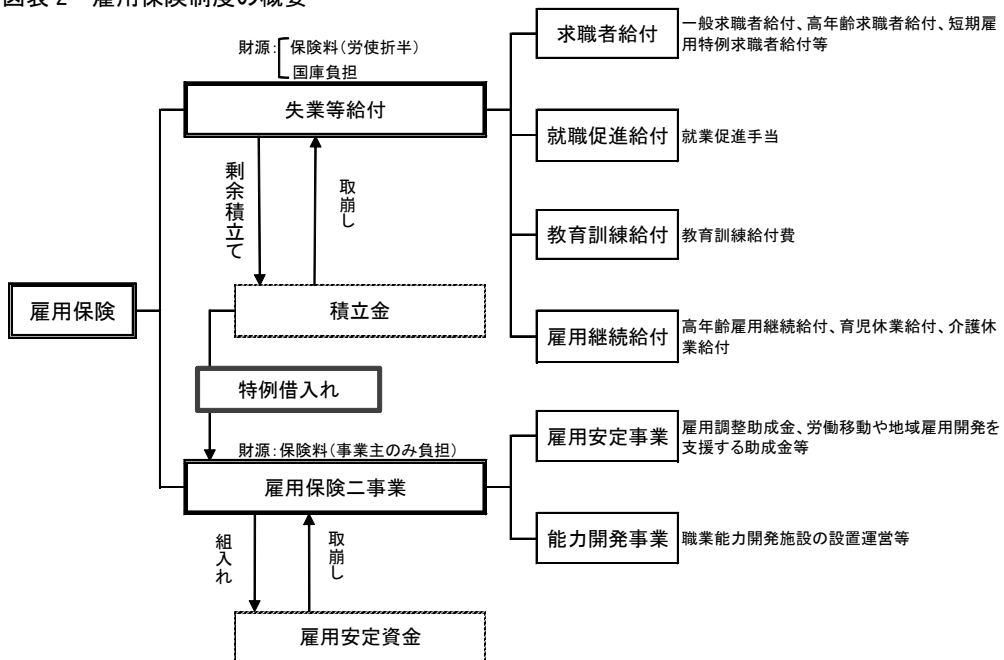 図表 2 雇用保険制度の概要
財源: 保険料(労使折半)
国庫負担
失業等給付
剰余積立て
取崩し
積立金
雇用保険
特例借入れ
財源:保険料(事業主のみ負担)
雇用保険二事業
組入れ
取崩し
雇用安定資金
求職者給付
一般求職者給付、高年齢求職者給付、短期雇
用特例求職者給付等
就職促進給付
就業促進手当
教育訓練給付
教育訓練給付費
雇用継続給付
高年齢雇用継続給付、育児休業給付、介護休
業給付
雇用安定事業
雇用調整助成金、労働移動や地域雇用開発を
支援する助成金等
能力開発事業
職業能力開発施設の設置運営等